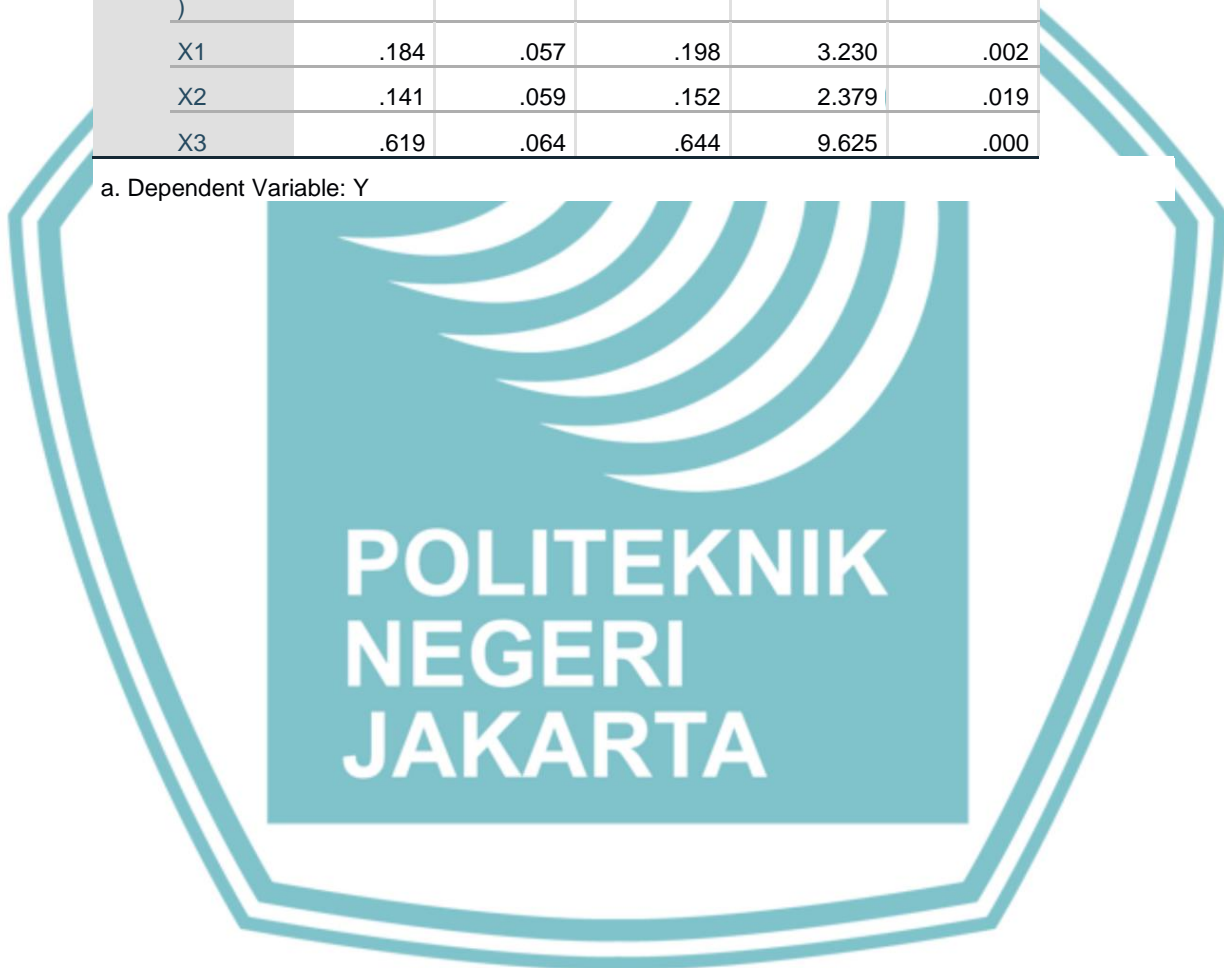 )
X1 .184 .057 .198 3.230 .002
X2 .141 .059 .152 2.379 .019
X3 .619 .064 .644 9.625 .000
a. Dependent Variable: Y
POLITEKNIK
NEGERI
JAKARTA